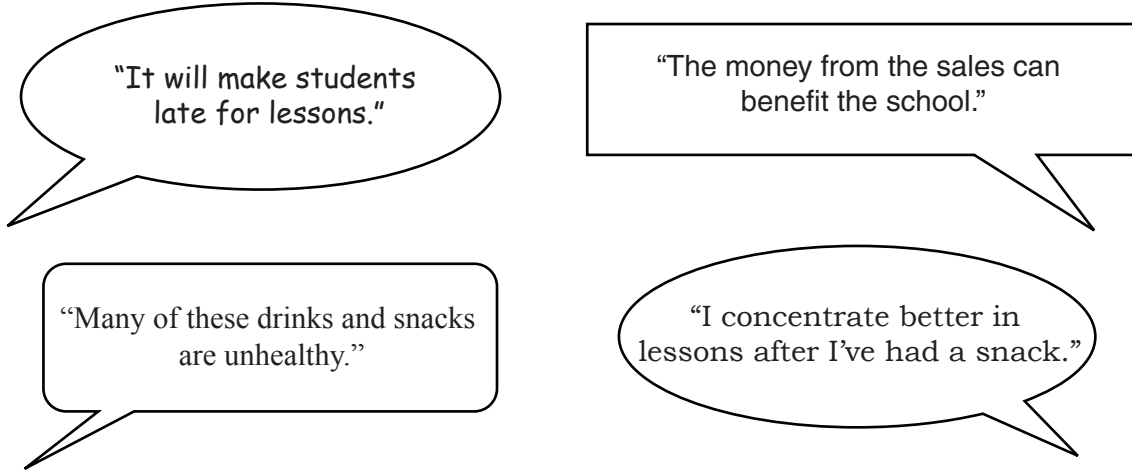 “It will make students
late for lessons.”
“The money from the sales can
benefit the school.”
“Many of these drinks and snacks
are unhealthy.”
“I concentrate better in
lessons after I’ve had a snack.”